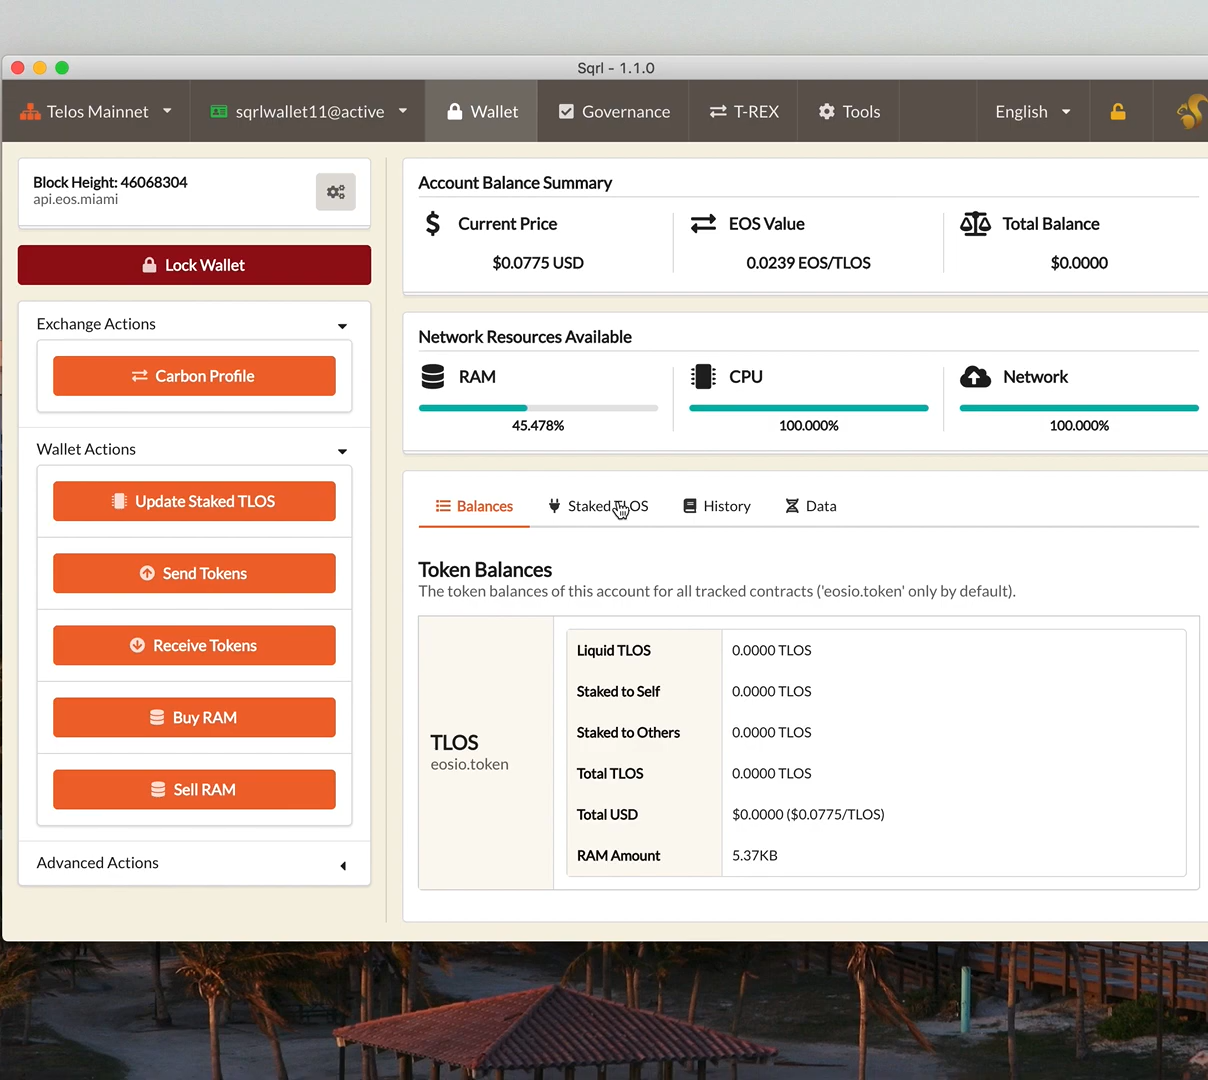 Sqrl - 1.1.0
Telos Mainnet
sqrlwallet11@active
Wallet
Governance
T-REX
Tools
English
Block Height: 46068304
api.eos.miami
Lock Wallet
Exchange Actions
Carbon Profile
Wallet Actions
Update Staked TLOS
Send Tokens
Receive Tokens
Buy RAM
Sell RAM
Advanced Actions
Account Balance Summary
Current Price
$0.0775 USD
EOS Value
0.0239 EOS/TLOS
Total Balance
$0.0000
Network Resources Available
RAM
45.478%
CPU
100.000%
Network
100.000%
Balances
Staked TLOS
History
Data
Token Balances
The token balances of this account for all tracked contracts ('eosio.token' only by default).
TLOS
eosio.token
Liquid TLOS 0.0000 TLOS
Staked to Self 0.0000 TLOS
Staked to Others 0.0000 TLOS
Total TLOS 0.0000 TLOS
Total USD $0.0000 ($0.0775/TLOS)
RAM Amount 5.37KB